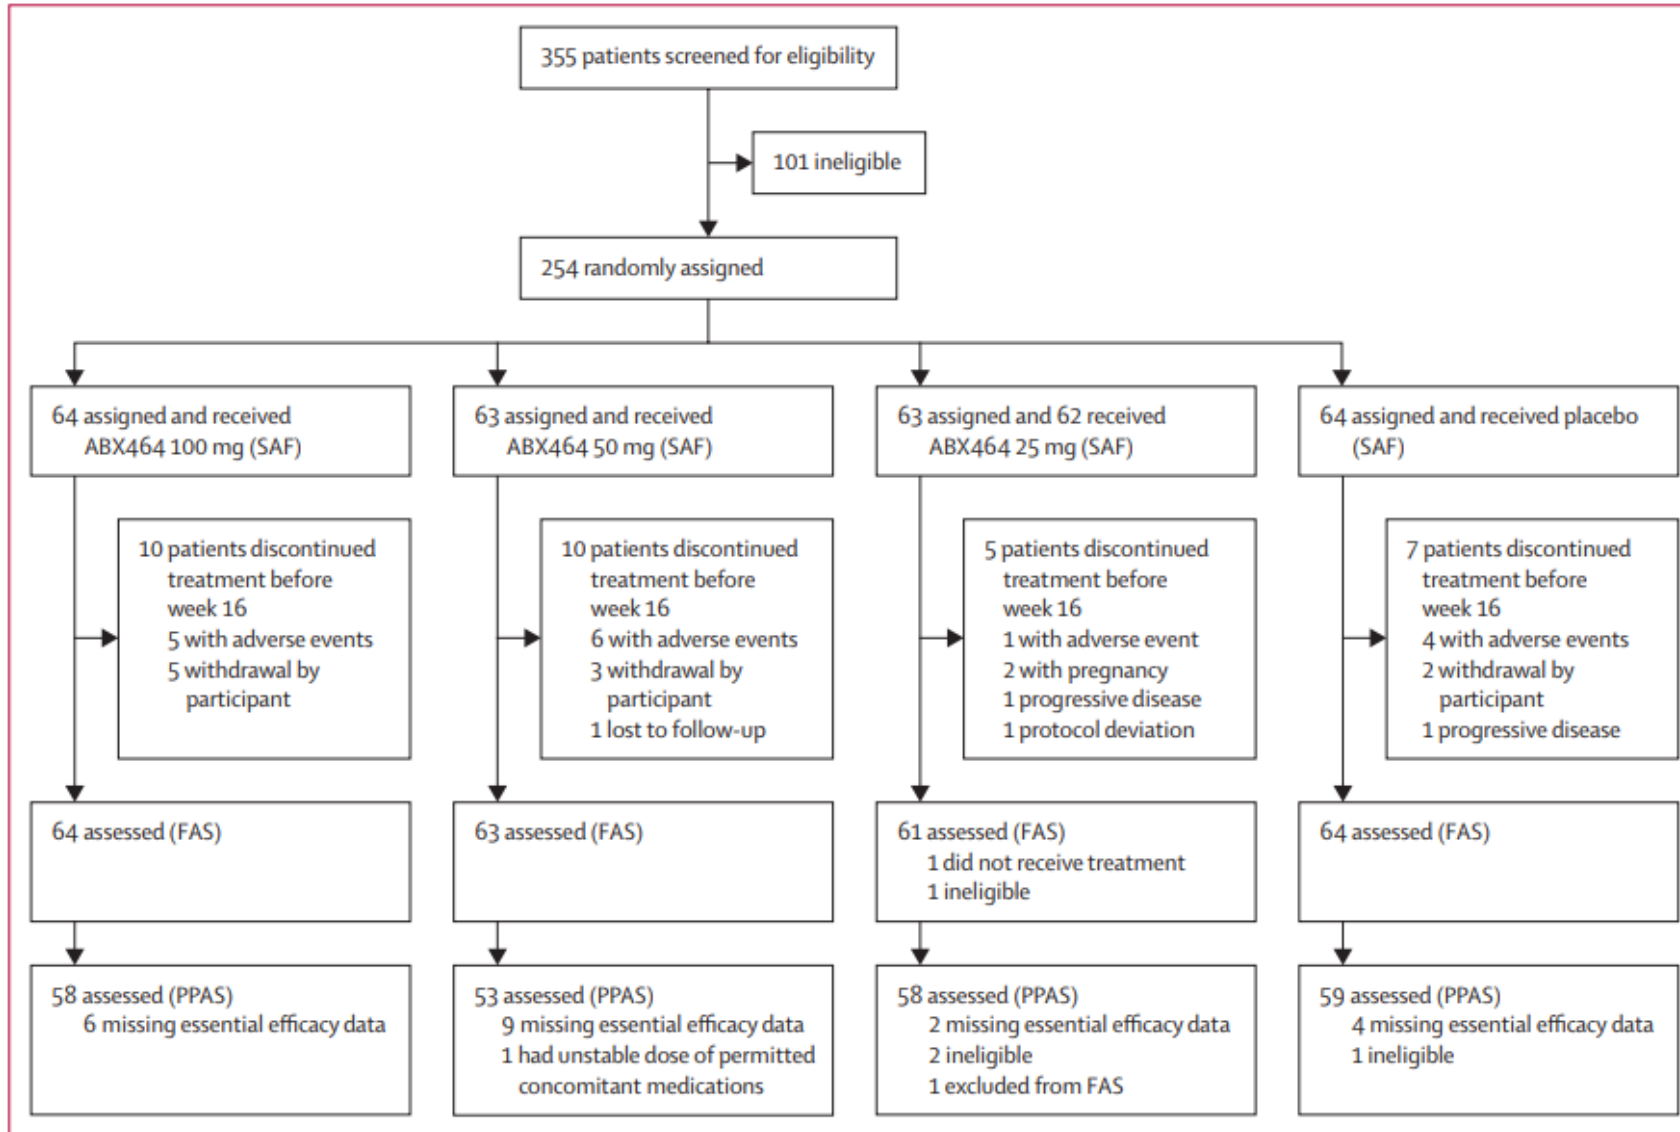 355 patients screened for eligibility
101 ineligible
254 randomly assigned
64 assigned and received
ABX464 100 mg (SAF)
63 assigned and received
ABX464 50 mg (SAF)
63 assigned and 62 received
ABX464 25 mg (SAF)
64 assigned and received placebo
(SAF)
10 patients discontinued
treatment before
week 16
5 with adverse events
5 withdrawal by
participant
10 patients discontinued
treatment before
week 16
6 with adverse events
3 withdrawal by
participant
1 lost to follow-up
5 patients discontinued
treatment before
week 16
1 with adverse event
2 with pregnancy
1 progressive disease
1 protocol deviation
7 patients discontinued
treatment before
week 16
4 with adverse events
2 withdrawal by
participant
1 progressive disease
64 assessed (FAS)
63 assessed (FAS)
61 assessed (FAS)
1 did not receive treatment
1 ineligible
64 assessed (FAS)
58 assessed (PPAS)
6 missing essential efficacy data
53 assessed (PPAS)
9 missing essential efficacy data
1 had unstable dose of permitted
concomitant medications
58 assessed (PPAS)
2 missing essential efficacy data
2 ineligible
1 excluded from FAS
59 assessed (PPAS)
4 missing essential efficacy data
1 ineligible